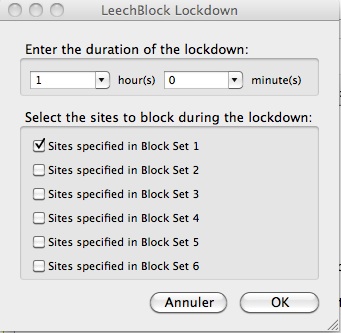 LeechBlock Lockdown
Enter the duration of the lockdown:
1 hour(s) 0 minute(s)
Select the sites to block during the lockdown:
Sites specified in Block Set 1
Sites specified in Block Set 2
Sites specified in Block Set 3
Sites specified in Block Set 4
Sites specified in Block Set 5
Sites specified in Block Set 6
Annuler OK